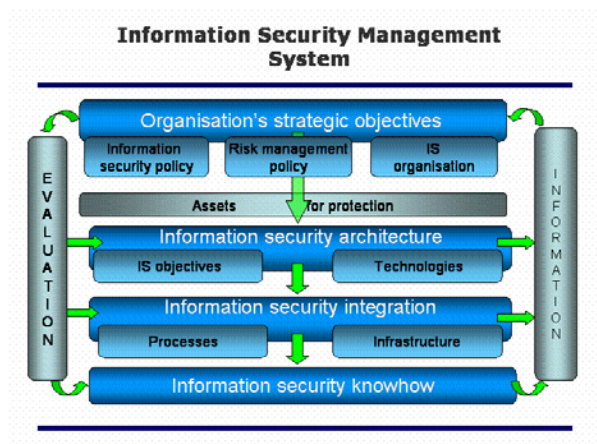 Information Security Management
System
Organisation's strategic objectives
Information
security policy
Risk management
policy
IS
organisation
EVALUATION
INFORMATION
Assets for protection
Information security architecture
IS objectives
Technologies
Information security integration
Processes
Infrastructure
Information security knowhow